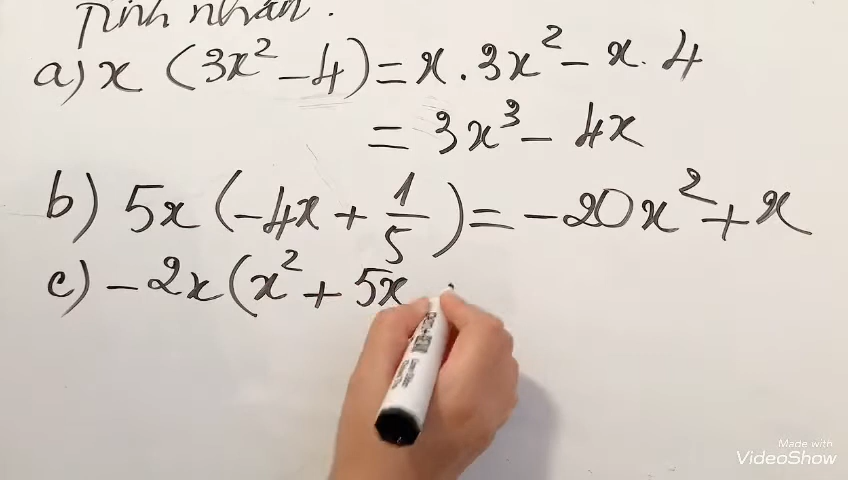 Tính nhân.
a) x (3x² – 4) = x . 3x² – x . 4
= 3x³ – 4x
b) 5x (–4x + 1/5) = –20x² + x
c) –2x (x² + 5x
Made with
VideoShow